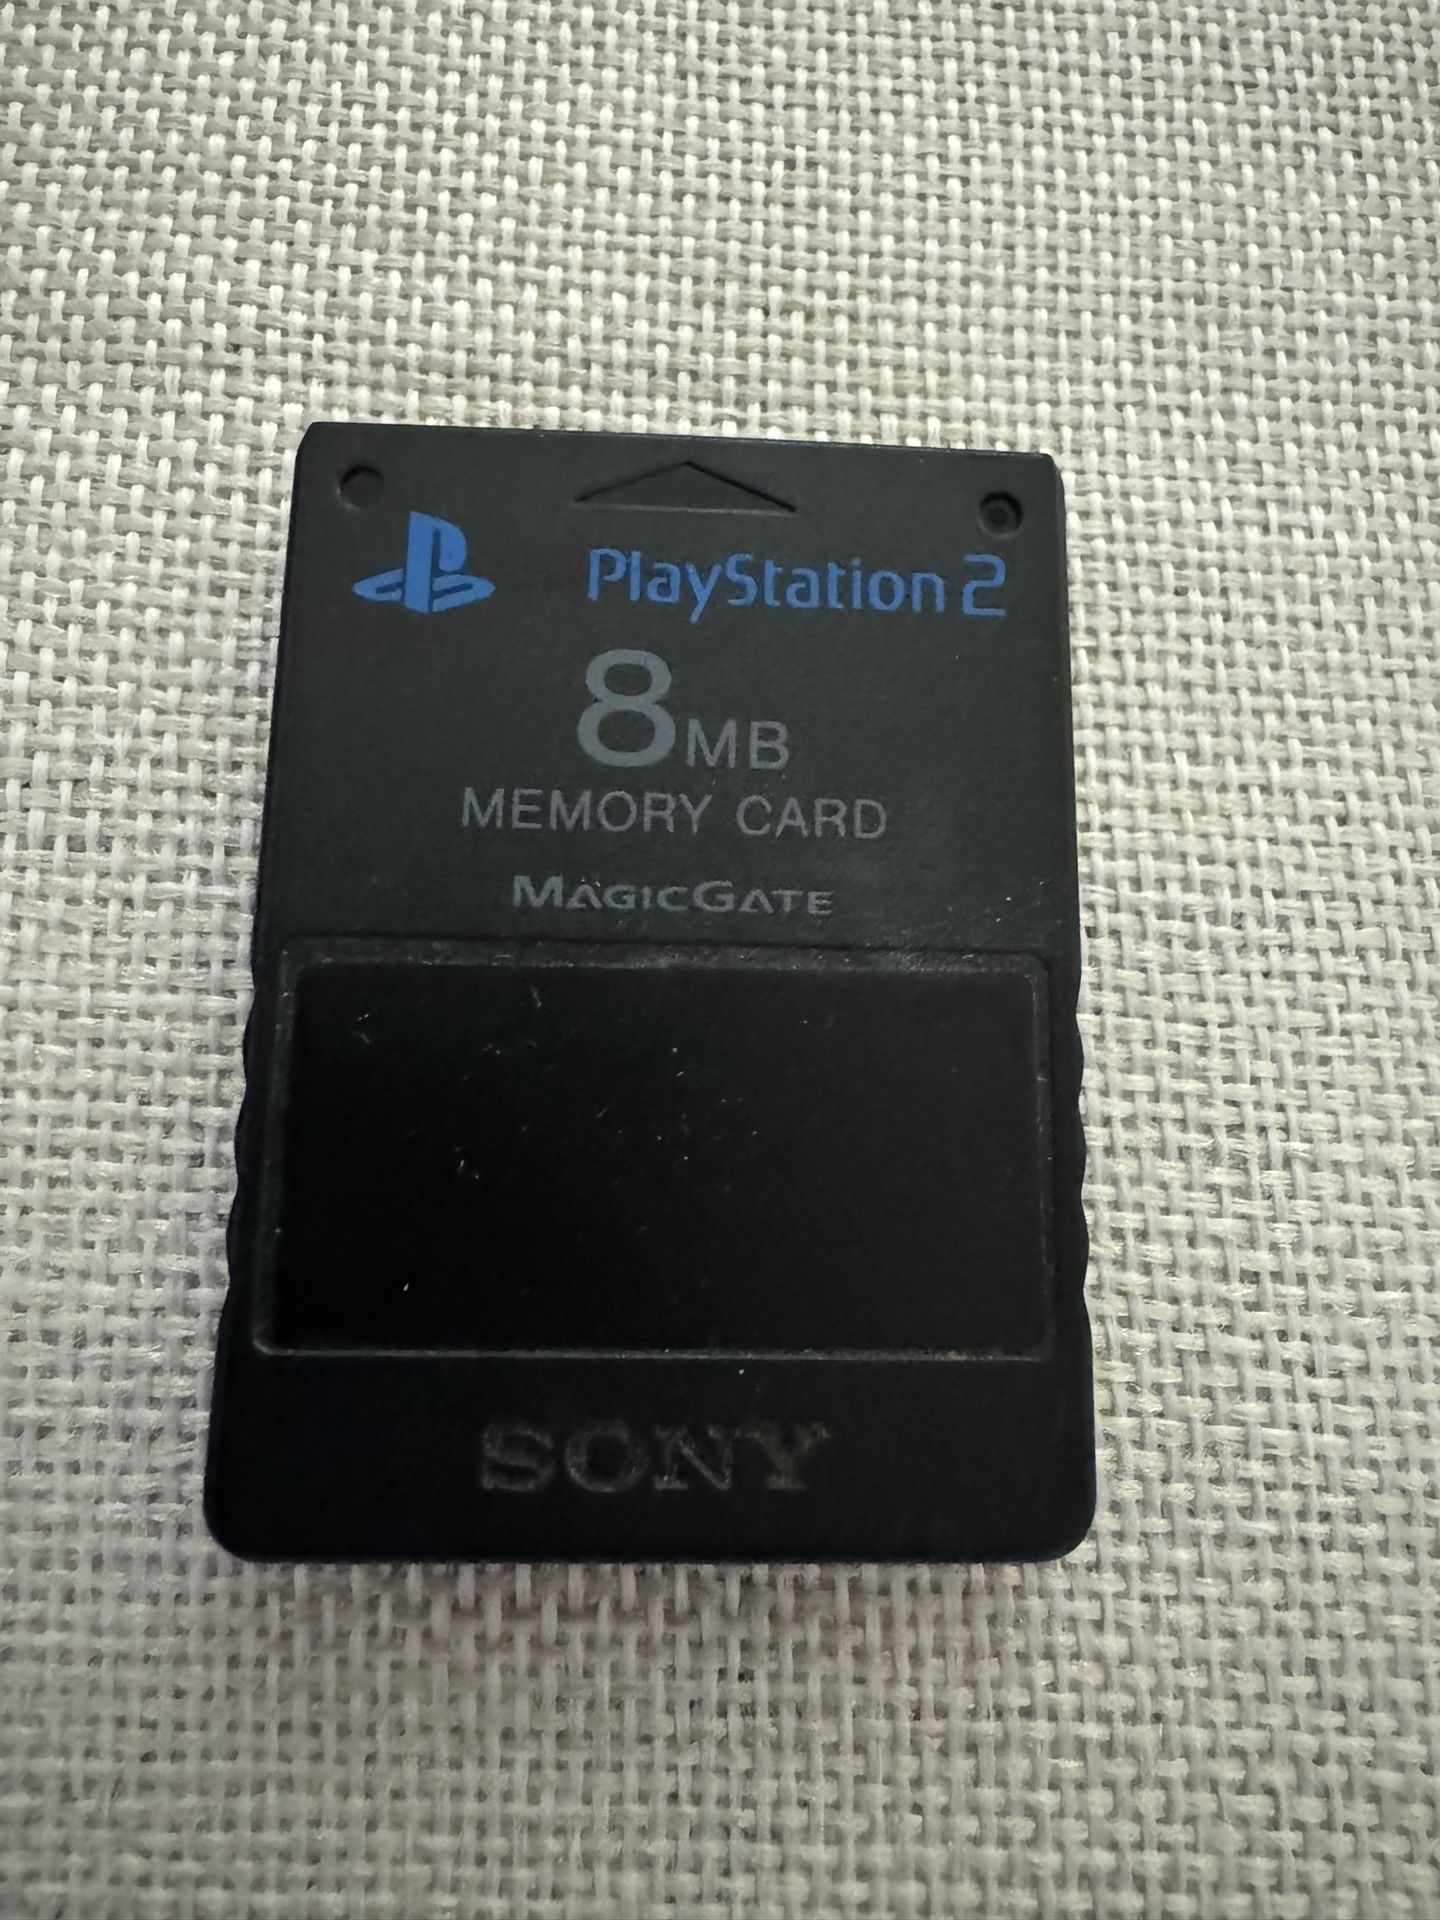 PlayStation 2
8MB
MEMORY CARD
MAGICGATE
SONY